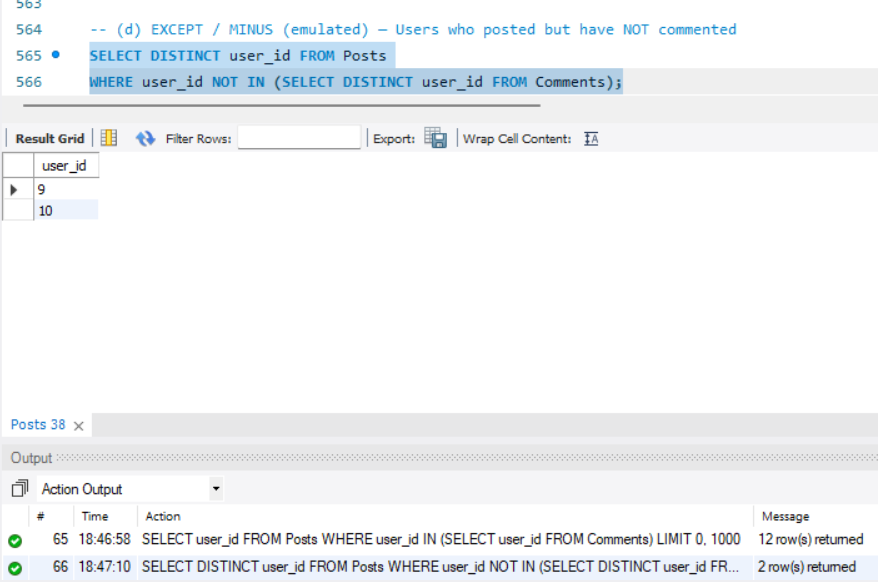 563
564 -- (d) EXCEPT / MINUS (emulated) — Users who posted but have NOT commented
565 SELECT DISTINCT user_id FROM Posts
566 WHERE user_id NOT IN (SELECT DISTINCT user_id FROM Comments);
Result Grid Filter Rows: Export: Wrap Cell Content: IA
user_id
9
10
Posts 38
Output
Action Output
# Time Action Message
65 18:46:58 SELECT user_id FROM Posts WHERE user_id IN (SELECT user_id FROM Comments) LIMIT 0, 1000 12 row(s) returned
66 18:47:10 SELECT DISTINCT user_id FROM Posts WHERE user_id NOT IN (SELECT DISTINCT user_id FR... 2 row(s) returned